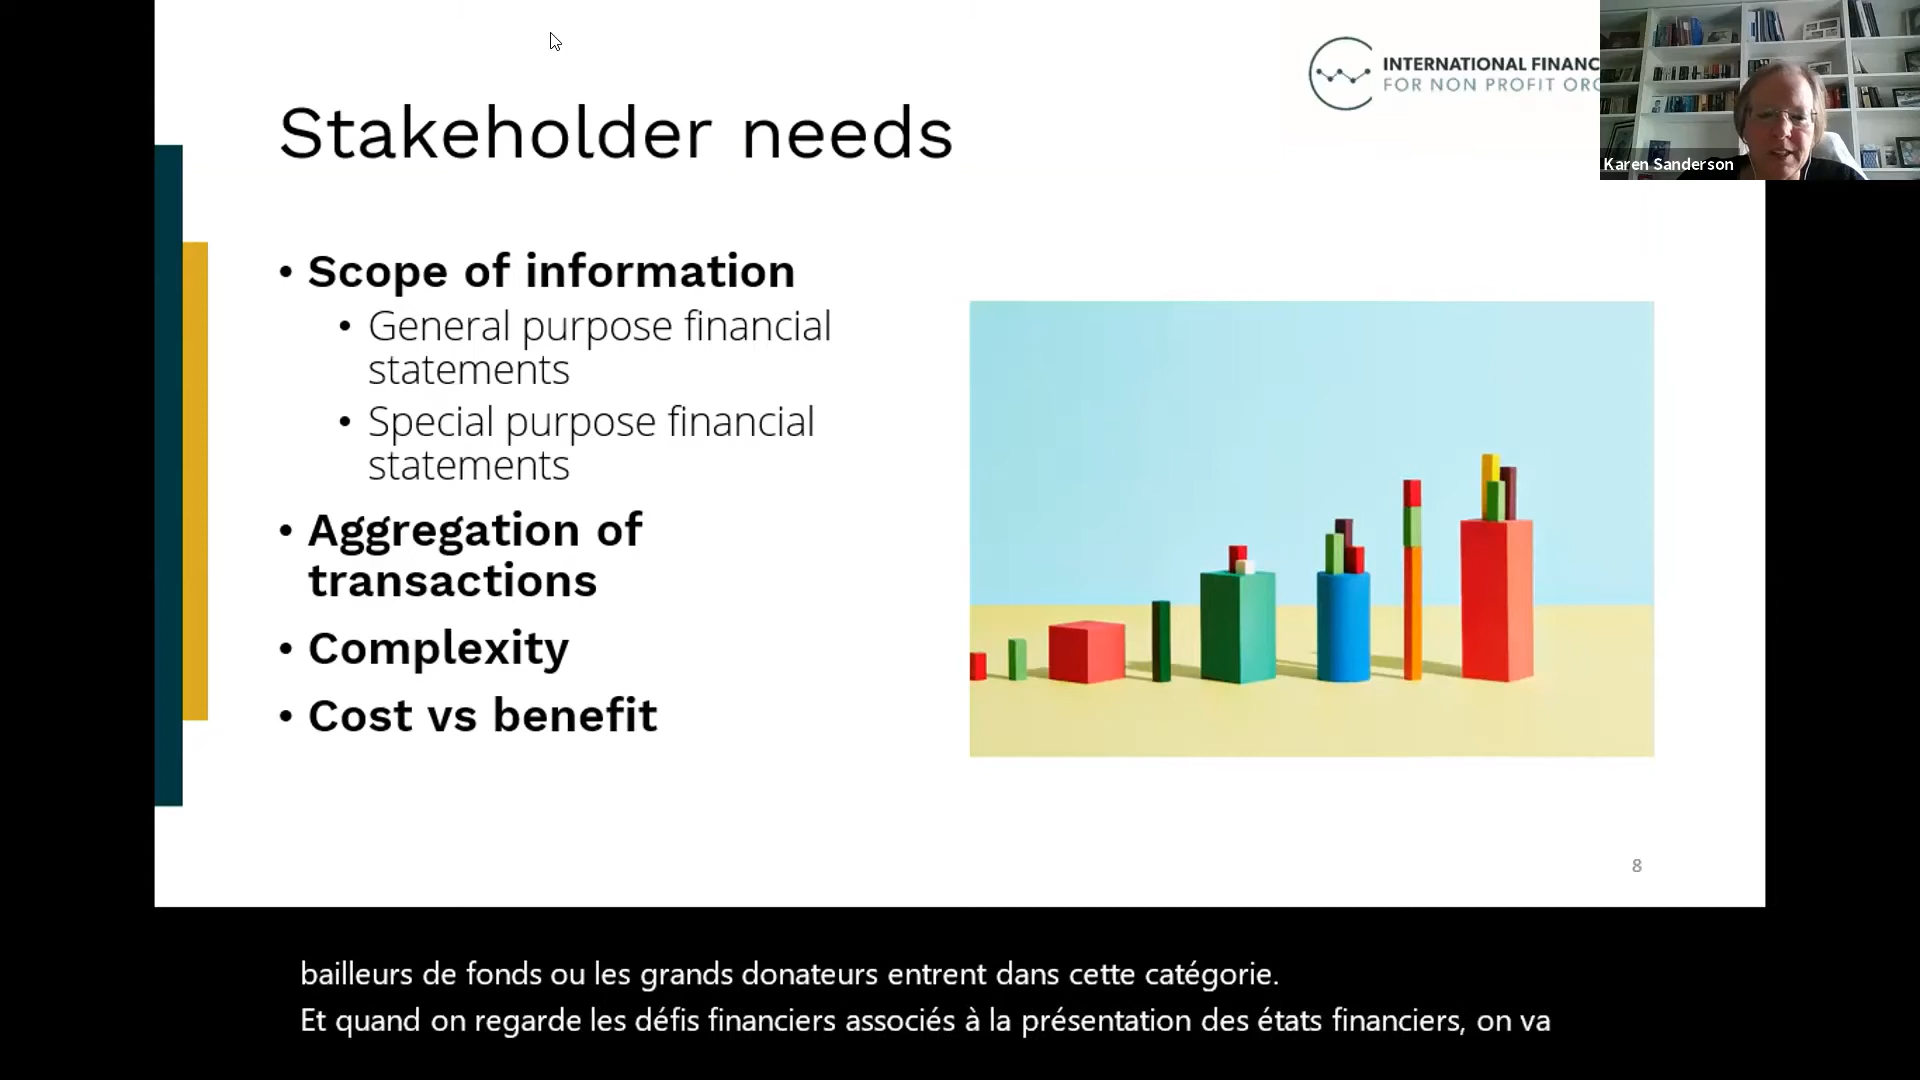 INTERNATIONAL FINANC
FOR NON PROFIT ORG
Karen Sanderson
Stakeholder needs
• Scope of information
• General purpose financial
statements
• Special purpose financial
statements
• Aggregation of
transactions
• Complexity
• Cost vs benefit
8
bailleurs de fonds ou les grands donateurs entrent dans cette catégorie.
Et quand on regarde les défis financiers associés à la présentation des états financiers, on va